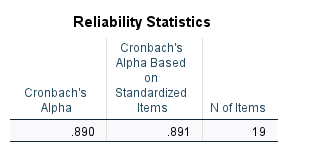 Reliability Statistics
Cronbach's
Alpha Based
on
Cronbach's Standardized
Alpha Items N of Items
.890 .891 19